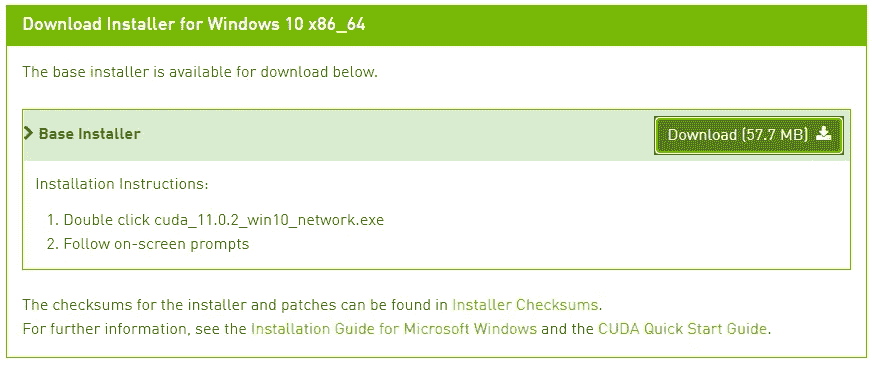 Download Installer for Windows 10 x86_64
The base installer is available for download below.
Base Installer
Download (57.7 MB)
Installation Instructions:
1. Double click cuda_11.0.2_win10_network.exe
2. Follow on-screen prompts
The checksums for the installer and patches can be found in Installer Checksums.
For further information, see the Installation Guide for Microsoft Windows and the CUDA Quick Start Guide.